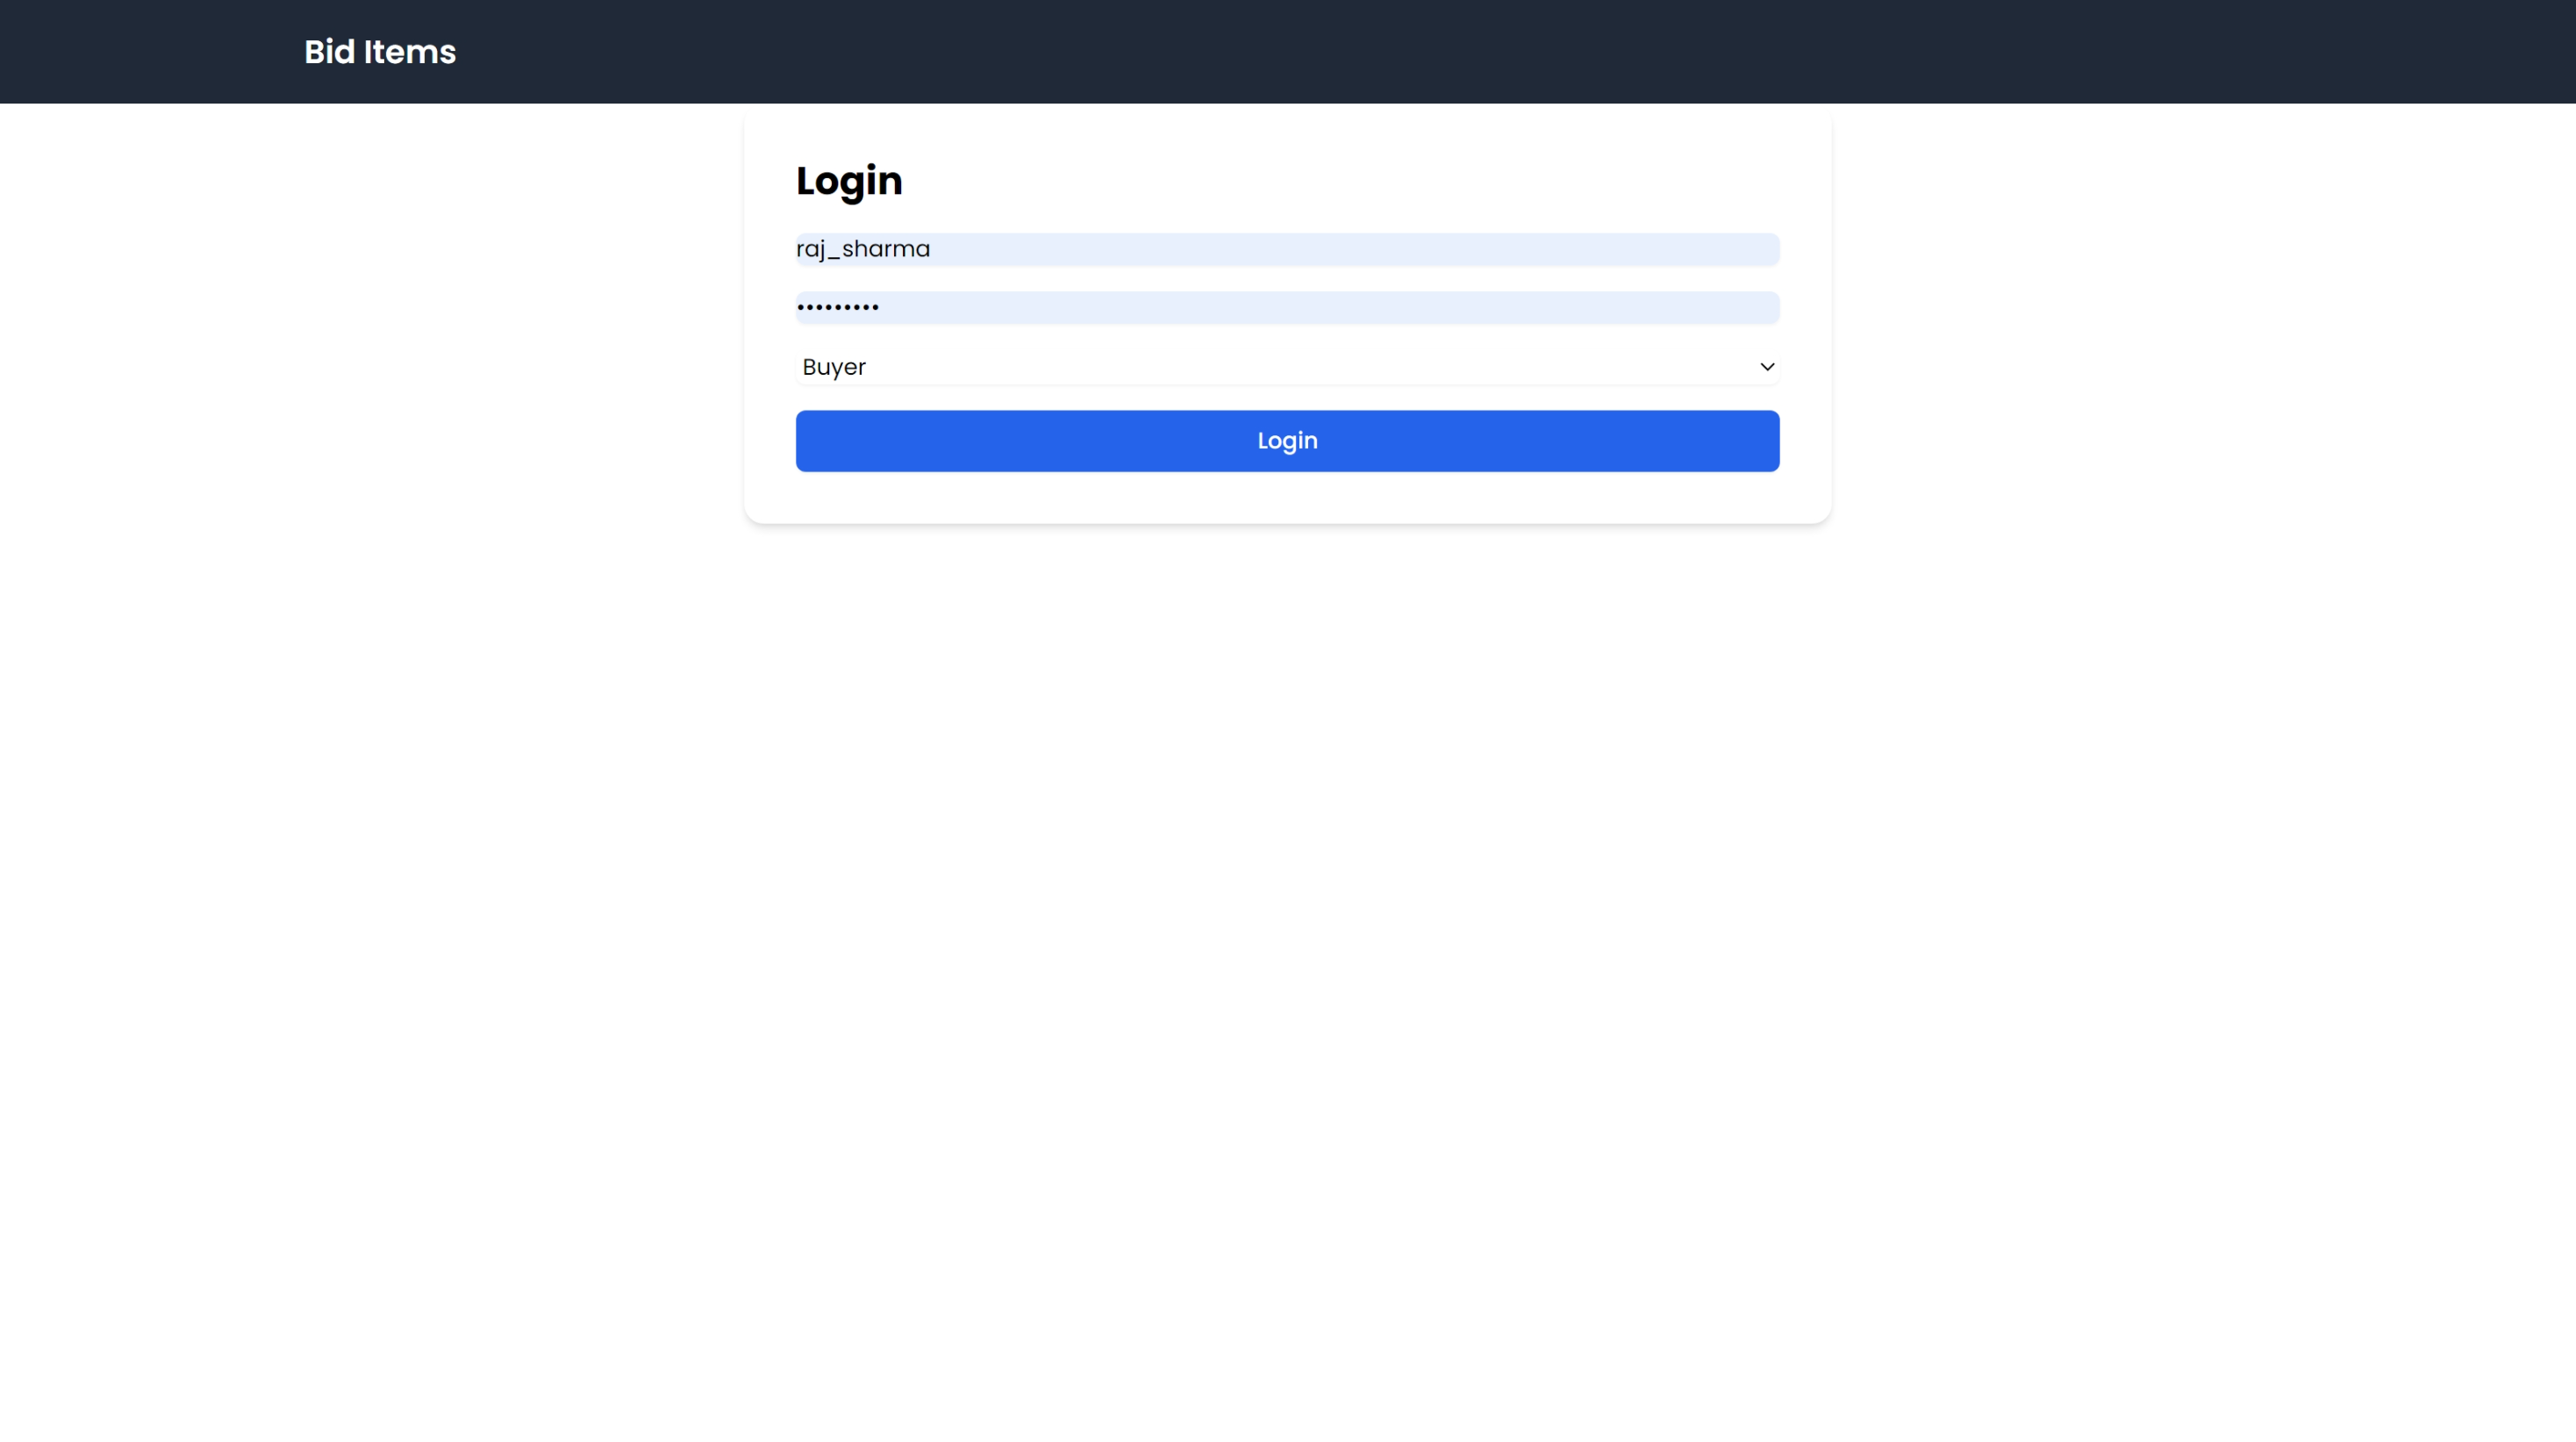 Bid Items
Login
raj_sharma
•••••••••
Buyer
Login